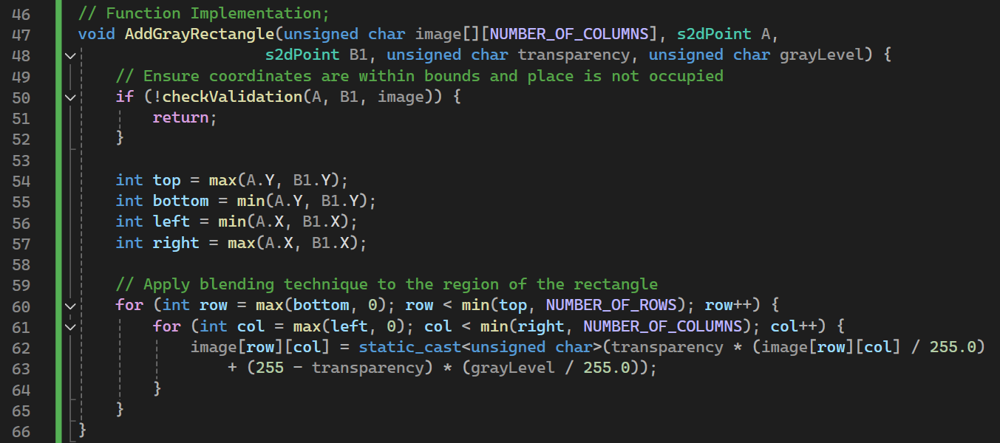 46 // Function Implementation;
47 void AddGrayRectangle(unsigned char image[][NUMBER_OF_COLUMNS], s2dPoint A,
48                     s2dPoint B1, unsigned char transparency, unsigned char grayLevel) {
49     // Ensure coordinates are within bounds and place is not occupied
50     if (!checkValidation(A, B1, image)) {
51         return;
52     }
53
54     int top = max(A.Y, B1.Y);
55     int bottom = min(A.Y, B1.Y);
56     int left = min(A.X, B1.X);
57     int right = max(A.X, B1.X);
58
59     // Apply blending technique to the region of the rectangle
60     for (int row = max(bottom, 0); row < min(top, NUMBER_OF_ROWS); row++) {
61         for (int col = max(left, 0); col < min(right, NUMBER_OF_COLUMNS); col++) {
62             image[row][col] = static_cast<unsigned char>(transparency * (image[row][col] / 255.0)
63                 + (255 - transparency) * (grayLevel / 255.0));
64         }
65     }
66 }